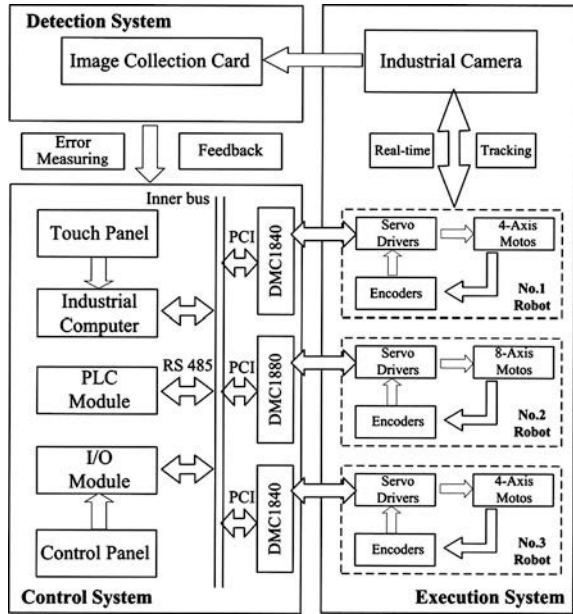 Detection System
Image Collection Card
Industrial Camera
Error
Measuring
Feedback
Real-time
Tracking
Inner bus
Touch Panel
Industrial
Computer
PLC
Module
RS 485
I/O
Module
Control Panel
Control System
PCI
DMC1840
PCI
DMC1880
PCI
DMC1840
Servo
Drivers
4-Axis
Motos
Encoders
No.1
Robot
Servo
Drivers
8-Axis
Motos
Encoders
No.2
Robot
Servo
Drivers
4-Axis
Motos
Encoders
No.3
Robot
Execution System